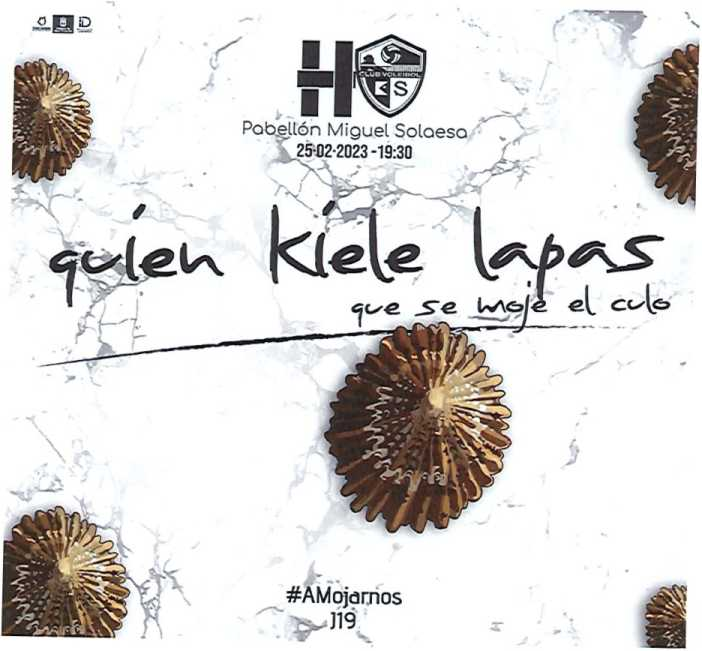 H
CLUB VOLEIBOL
Pabellón Miguel Solaesa
25-02-2023 -19:30
quien kiele lapas
que se moje el culo
#AMojarnos
J19